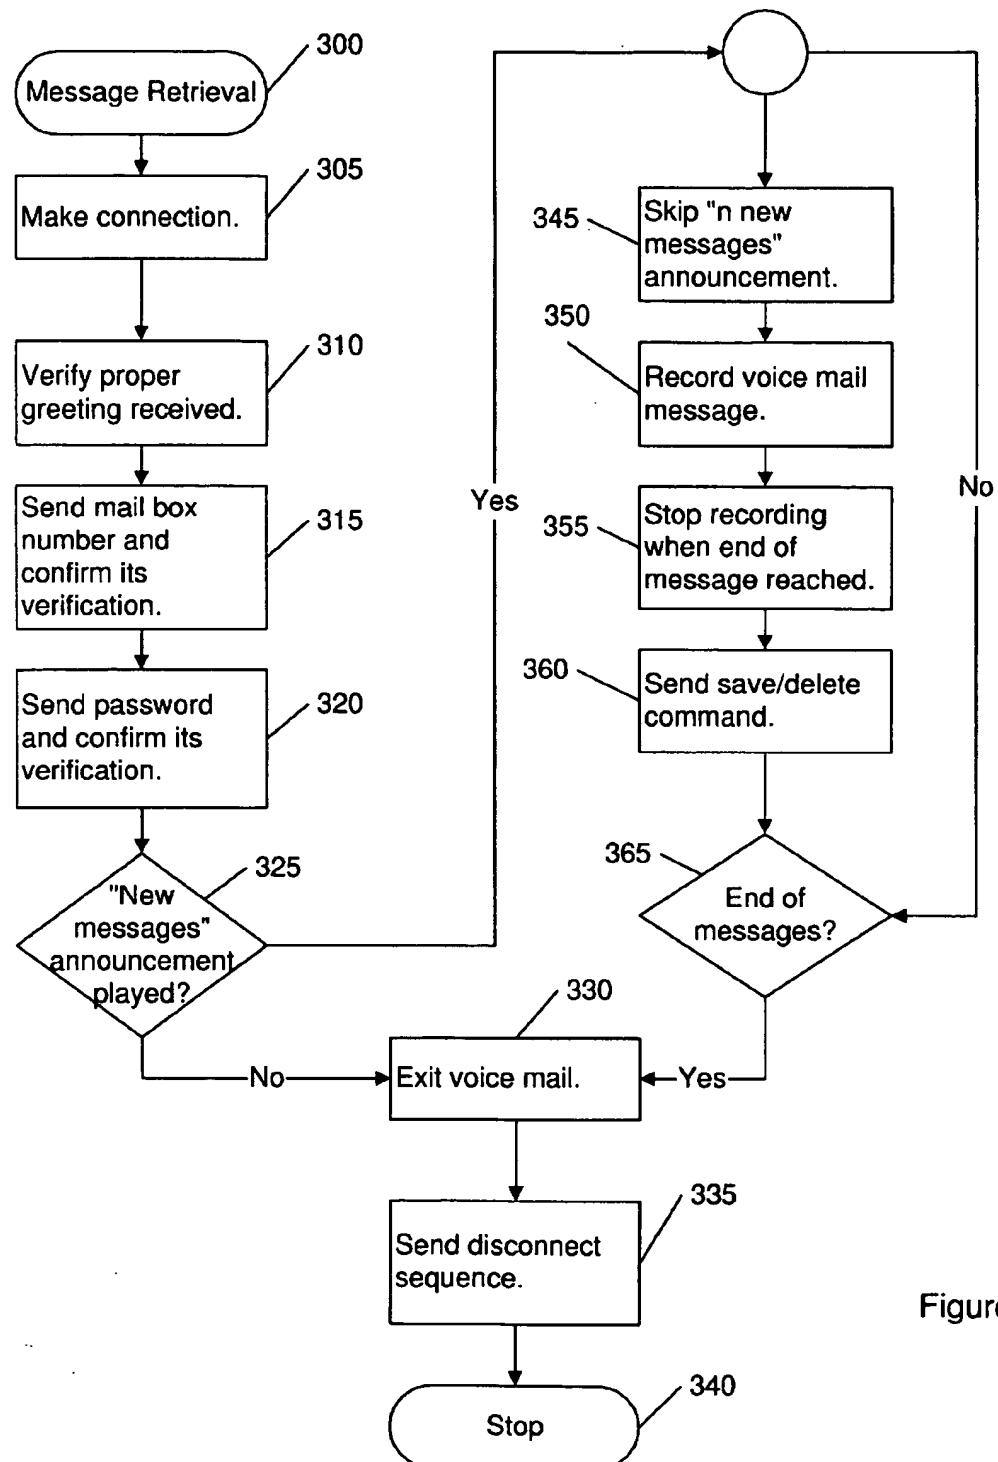 300
Message Retrieval
305
Make connection.
310
Verify proper
greeting received.
315
Send mail box
number and
confirm its
verification.
320
Send password
and confirm its
verification.
325
"New
messages"
announcement
played?
Yes
No
345
Skip "n new
messages"
announcement.
350
Record voice mail
message.
355
Stop recording
when end of
message reached.
360
Send save/delete
command.
365
End of
messages?
No
Yes
330
Exit voice mail.
335
Send disconnect
sequence.
340
Stop